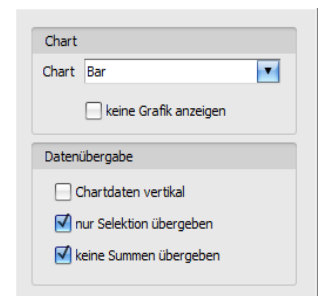 Chart
Chart Bar
keine Grafik anzeigen
Datenübergabe
Chartdaten vertikal
nur Selektion übergeben
keine Summen übergeben